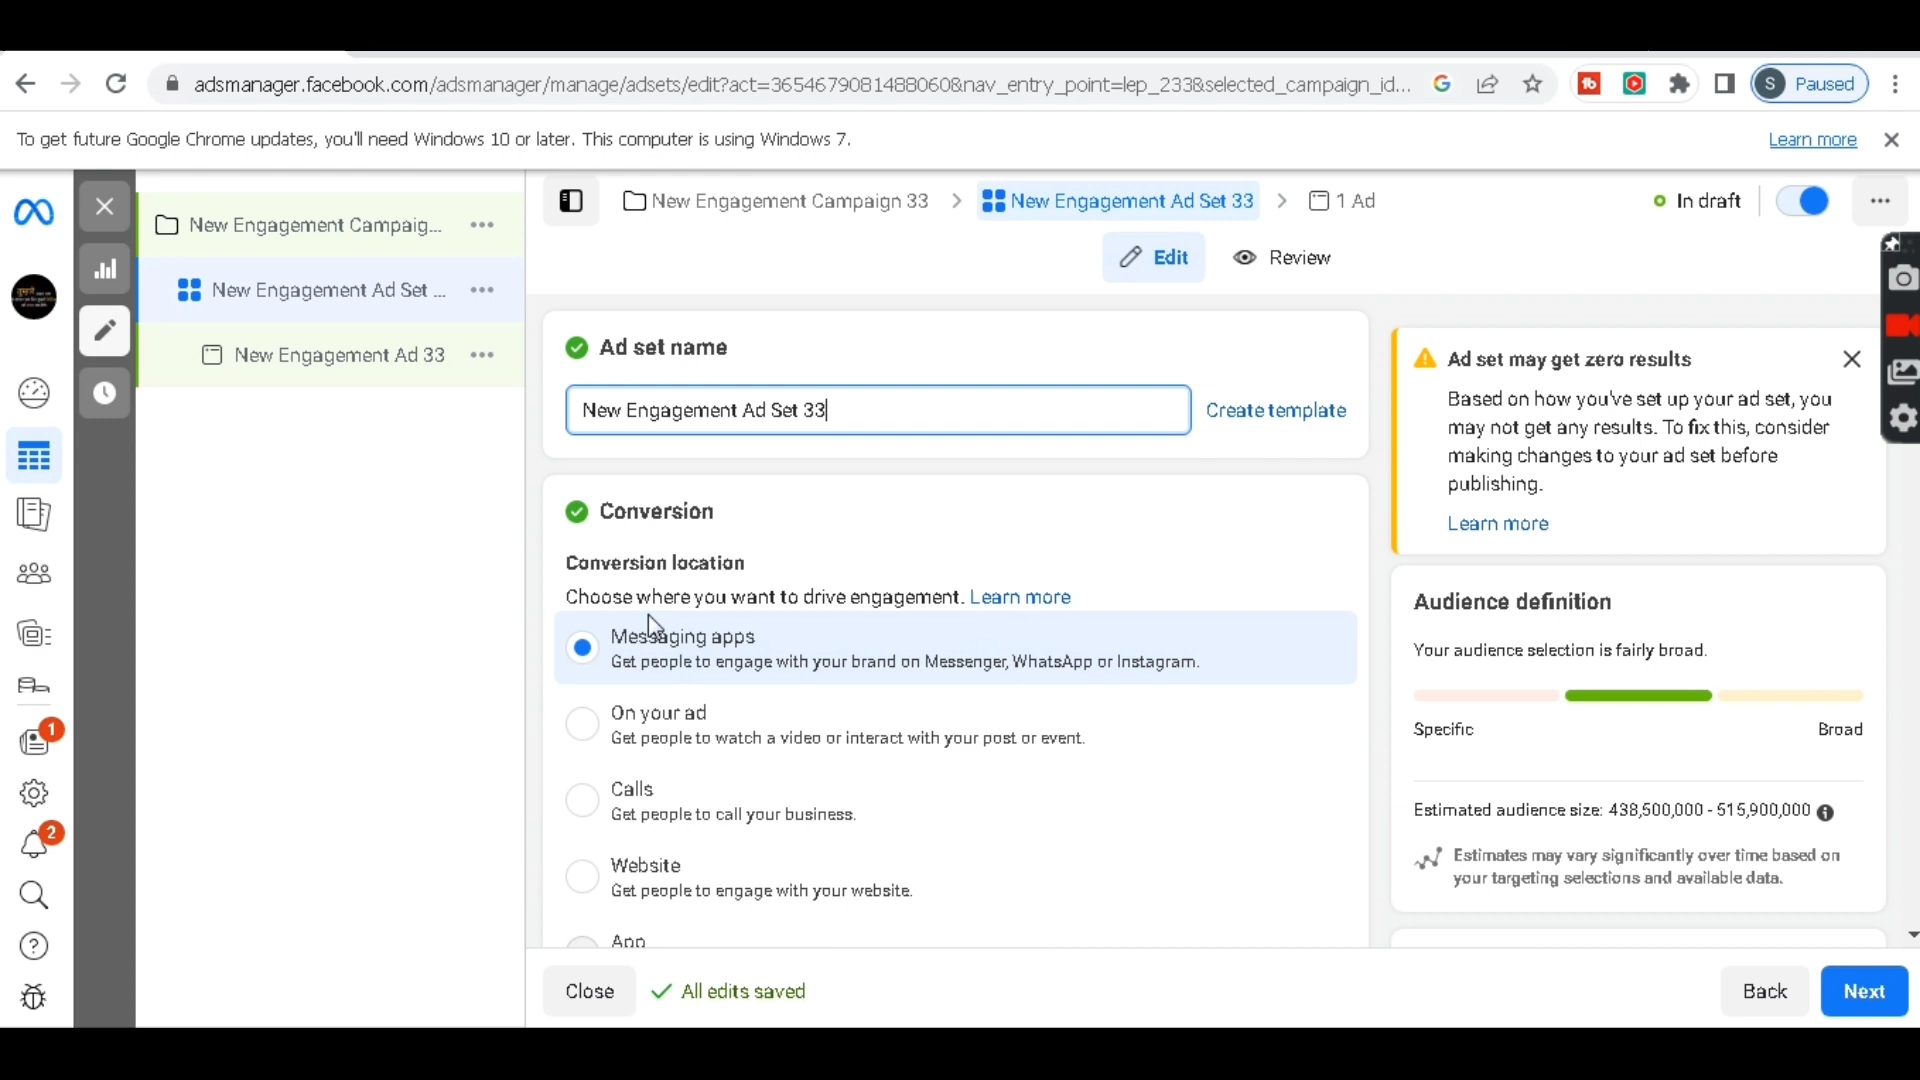 adsmanager.facebook.com/adsmanager/manage/adsets/edit?act=3654679081488060&nav_entry_point=lep_233&selected_campaign_id...
S Paused
To get future Google Chrome updates, you'll need Windows 10 or later. This computer is using Windows 7.
Learn more
New Engagement Campaig...
New Engagement Ad Set ...
New Engagement Ad 33
New Engagement Campaign 33
New Engagement Ad Set 33
1 Ad
In draft
Edit
Review
Ad set name
New Engagement Ad Set 33
Create template
Conversion
Conversion location
Choose where you want to drive engagement. Learn more
Messaging apps
Get people to engage with your brand on Messenger, WhatsApp or Instagram.
On your ad
Get people to watch a video or interact with your post or event.
Calls
Get people to call your business.
Website
Get people to engage with your website.
App
Ad set may get zero results
Based on how you've set up your ad set, you
may not get any results. To fix this, consider
making changes to your ad set before
publishing.
Learn more
Audience definition
Your audience selection is fairly broad.
Specific
Broad
Estimated audience size: 438,500,000 - 515,900,000
Estimates may vary significantly over time based on
your targeting selections and available data.
1
2
Close
All edits saved
Back
Next